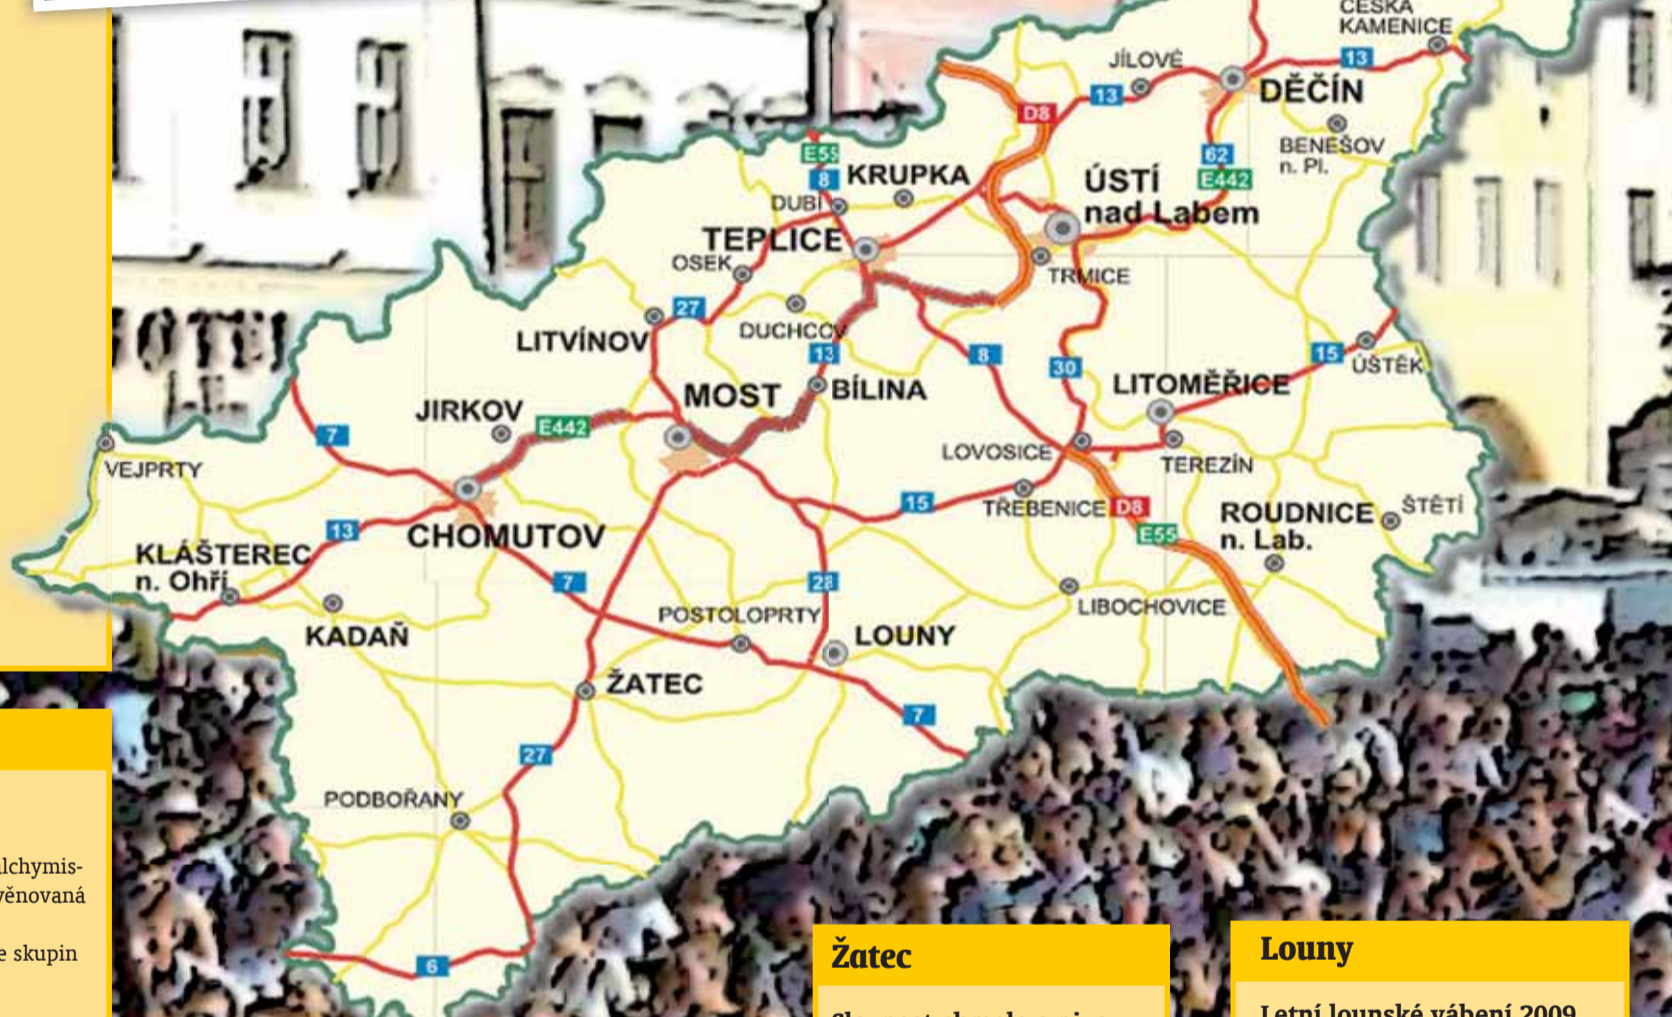 ČESKÁ
KAMENICE
JÍLOVÉ
13
13
DĚČÍN
D8
BENEŠOV
n. Pl.
E55
8
KRUPKA
62
E442
ÚSTÍ
nad Labem
DUBÍ
TEPLICE
OSEK
TRMICE
27
DUCHCOV
LITVÍNOV
13
8
30
15
ÚŠTĚK
LITOMĚŘICE
MOST
BÍLINA
JIRKOV
E442
7
VEJPRTY
LOVOSICE
TEREZÍN
TŘEBENICE
D8
15
ROUDNICE
n. Lab.
ŠTĚTÍ
13
CHOMUTOV
E55
KLÁŠTEREC
n. Ohří
7
28
KADAŇ
POSTOLOPRTY
LIBOCHOVICE
LOUNY
ŽATEC
7
27
PODBOŘANY
6
lchymis-
věnovaná
e skupin
Žatec
Louny
Letní lounské vábení 2009